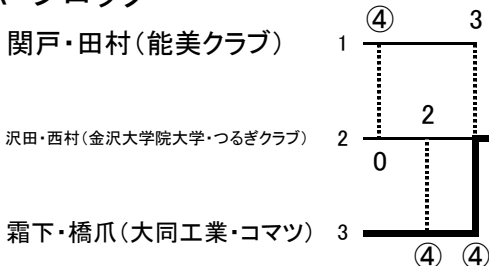 ④ 3
関戸・田村(能美クラブ) 1
2
沢田・西村(金沢大学院大学・つるぎクラブ) 2
0
霜下・橋爪(大同工業・コマツ) 3
④ ④